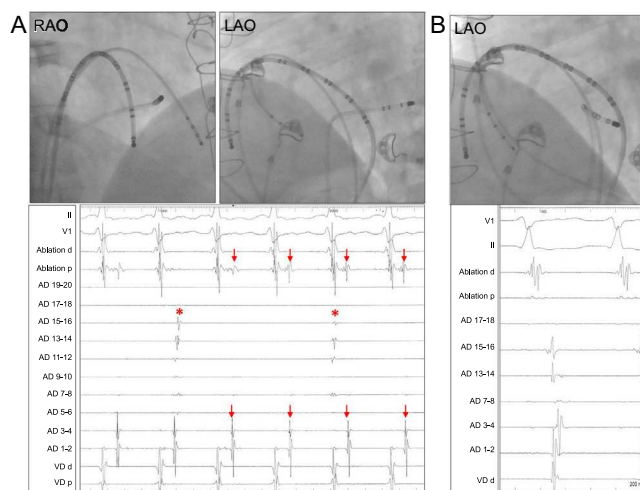 A
RAO
LAO
B
LAO
II
V1
Ablation d
Ablation p
AD 19-20
AD 17-18
AD 15-16
AD 13-14
AD 11-12
AD 9-10
AD 7-8
AD 5-6
AD 3-4
AD 1-2
VD d
VD p
*
*
V1
II
Ablation d
Ablation p
AD 17-18
AD 15-16
AD 13-14
AD 7-8
AD 3-4
AD 1-2
VD d